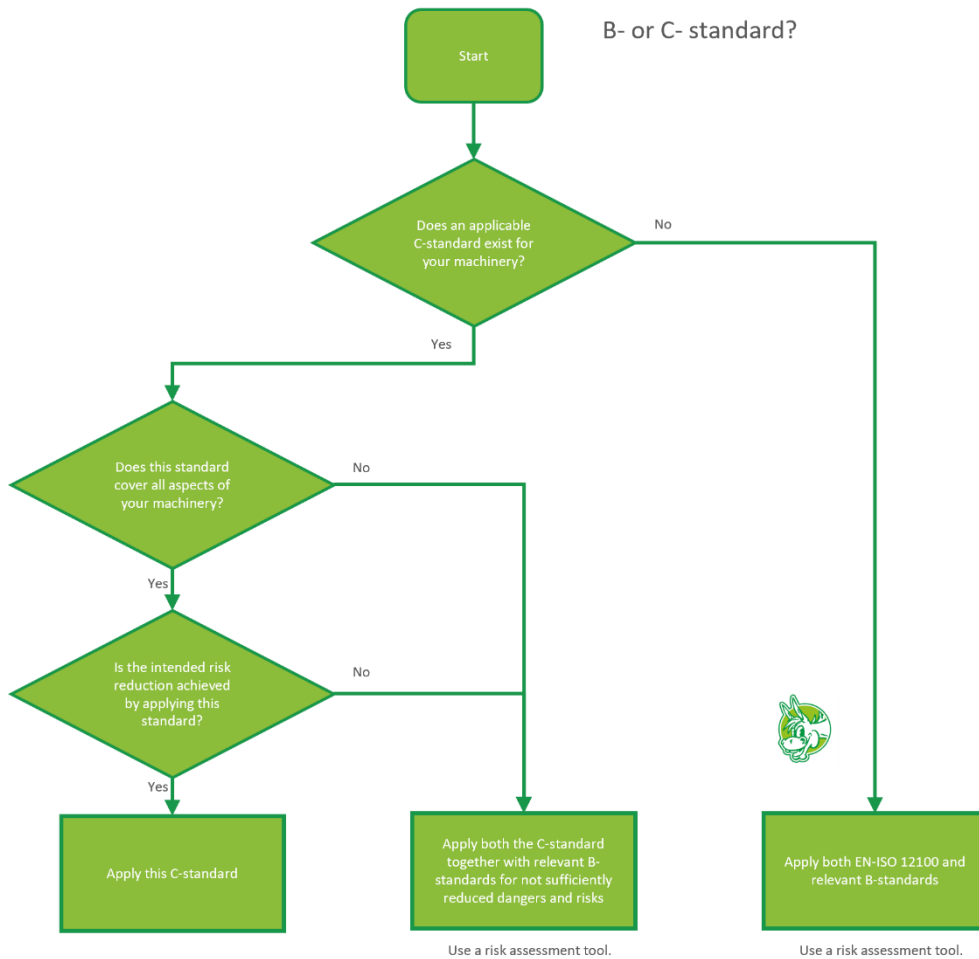 B- or C- standard?
Start
Does an applicable
C-standard exist for
your machinery?
No
Yes
Does this standard
cover all aspects of
your machinery?
No
Yes
Is the intended risk
reduction achieved
by applying this
standard?
No
Yes
Apply this C-standard
Apply both the C-standard
together with relevant B-
standards for not sufficiently
reduced dangers and risks
Apply both EN-ISO 12100 and
relevant B-standards
Use a risk assessment tool.
Use a risk assessment tool.